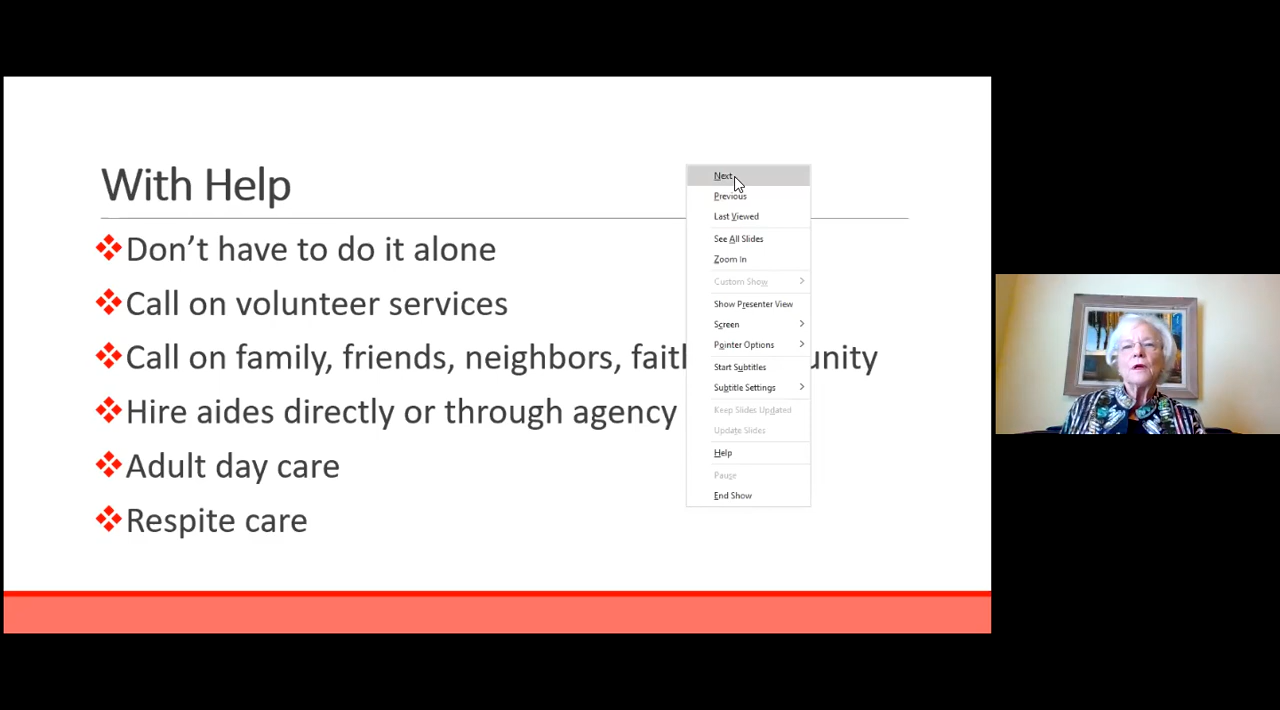 With Help
Don't have to do it alone
Call on volunteer services
Call on family, friends, neighbors, faith unity
Hire aides directly or through agency
Adult day care
Respite care
Next
Previous
Last Viewed
See All Slides
Zoom In
Custom Show
Show Presenter View
Screen
Pointer Options
Start Subtitles
Subtitle Settings
Keep Slides Updated
Update Slides
Help
Pause
End Show